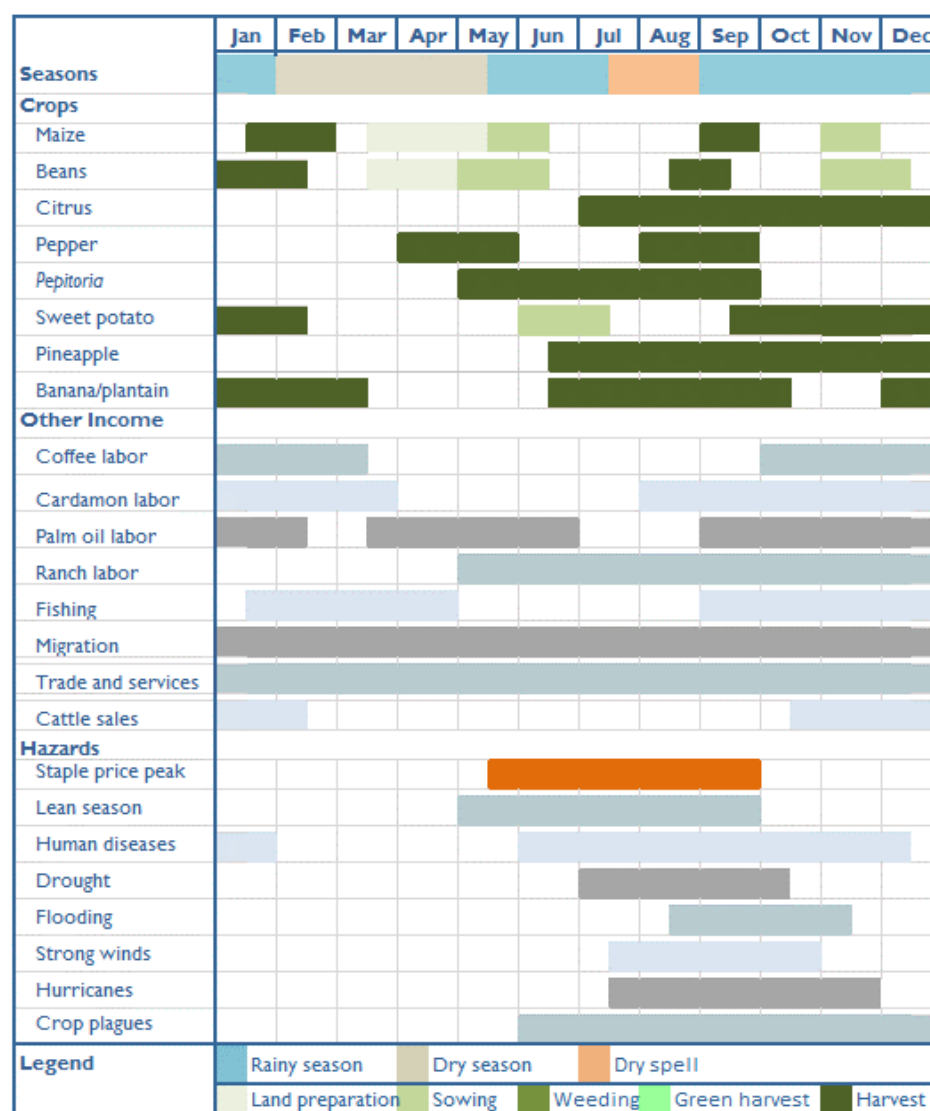 Jan Feb Mar Apr May Jun Jul Aug Sep Oct Nov Dec
Seasons
Crops
Maize
Beans
Citrus
Pepper
Pepitoria
Sweet potato
Pineapple
Banana/plantain
Other Income
Coffee labor
Cardamon labor
Palm oil labor
Ranch labor
Fishing
Migration
Trade and services
Cattle sales
Hazards
Staple price peak
Lean season
Human diseases
Drought
Flooding
Strong winds
Hurricanes
Crop plagues
Legend Rainy season Dry season Dry spell
Land preparation Sowing Weeding Green harvest Harvest